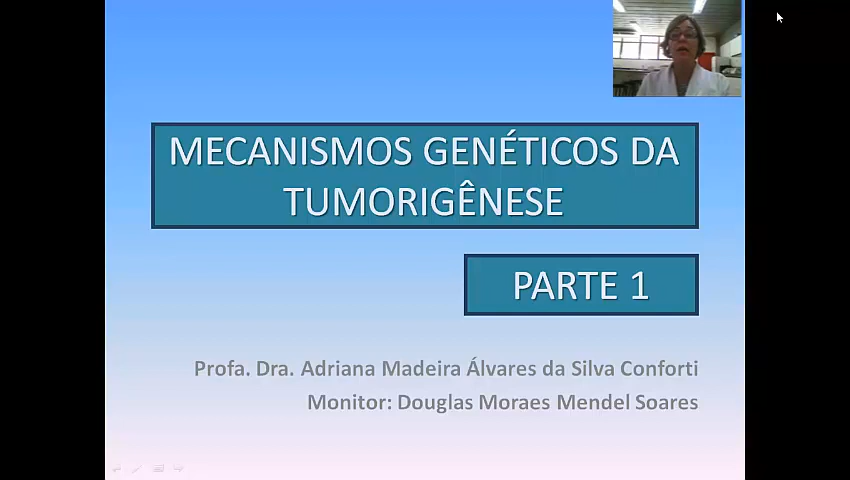 MECANISMOS GENÉTICOS DA
TUMORIGÊNESE
PARTE 1
Profa. Dra. Adriana Madeira Álvares da Silva Conforti
Monitor: Douglas Moraes Mendel Soares